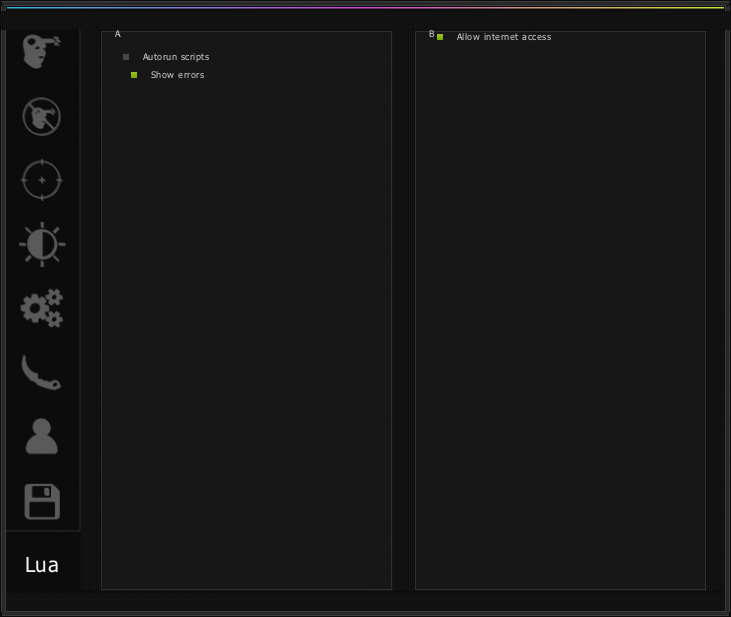 A
Autorun scripts
Show errors
B
Allow internet access
Lua